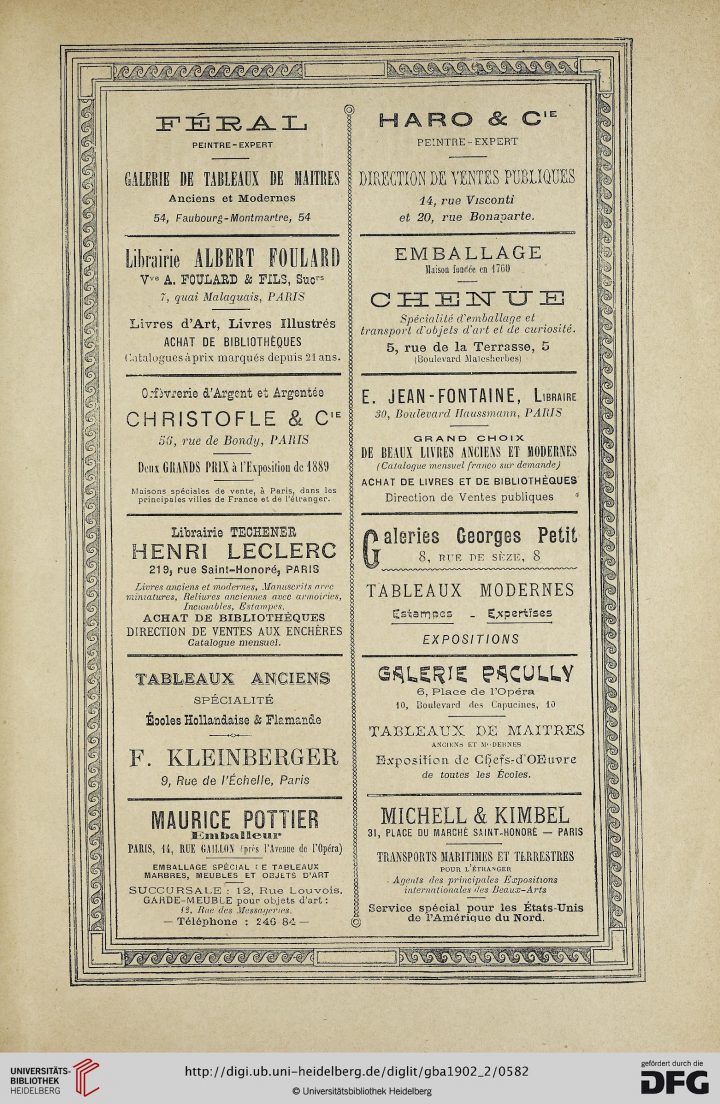 FÉRAL
PEINTRE-EXPERT
GALERIE DE TABLEAUX DE MAITRES
Anciens et Modernes
54, Faubourg-Montmartre, 54
Librairie ALBERT FOULARD
Vve A. FOULARD & FILS, Sucrs
7, quai Malaquais, PARIS
Livres d'Art, Livres Illustrés
ACHAT DE BIBLIOTHÈQUES
Catalogues à prix marqués depuis 21 ans.
Orfèvrerie d'Argent et Argentée
CHRISTOFLE & CIE
56, rue de Bondy, PARIS
Deux GRANDS PRIX à l'Exposition de 1889
Maisons spéciales de vente, à Paris, dans les
principales villes de France et de l'étranger.
Librairie TECHENER
HENRI LECLERC
219, rue Saint-Honoré, PARIS
Livres anciens et modernes, Manuscrits avec
miniatures, Reliures anciennes avec armoiries,
Incunables, Estampes.
ACHAT DE BIBLIOTHÈQUES
DIRECTION DE VENTES AUX ENCHÈRES
Catalogue mensuel.
TABLEAUX ANCIENS
SPÉCIALITÉ
Écoles Hollandaise & Flamande
F. KLEINBERGER
9, Rue de l'Échelle, Paris
MAURICE POTTIER
Emballeur
PARIS, 14, RUE GAILLON (près l'Avenue de l'Opéra)
EMBALLAGE SPÉCIAL DE TABLEAUX
MARBRES, MEUBLES ET OBJETS D'ART
SUCCURSALE : 12, Rue Louvois.
GARDE-MEUBLE pour objets d'art :
12, Rue des Messageries.
— Téléphone : 246 84 —
HARO & CIE
PEINTRE-EXPERT
DIRECTION DE VENTES PUBLIQUES
14, rue Visconti
et 20, rue Bonaparte.
EMBALLAGE
Maison fondée en 1760
CHENUE
Spécialité d'emballage et
transport d'objets d'art et de curiosité.
5, rue de la Terrasse, 5
(Boulevard Malesherbes)
E. JEAN-FONTAINE, LIBRAIRE
30, Boulevard Haussmann, PARIS
GRAND CHOIX
DE BEAUX LIVRES ANCIENS ET MODERNES
(Catalogue mensuel franco sur demande)
ACHAT DE LIVRES ET DE BIBLIOTHÈQUES
Direction de Ventes publiques
Galeries Georges Petit
8, RUE DE SÈZE, 8
TABLEAUX MODERNES
Estampes - Expertises
EXPOSITIONS
GALERIE PACULLY
6, Place de l'Opéra
10, Boulevard des Capucines, 10
TABLEAUX DE MAITRES
ANCIENS ET MODERNES
Exposition de Chefs-d'OEuvre
de toutes les Écoles.
MICHELL & KIMBEL
31, PLACE DU MARCHÉ SAINT-HONORÉ — PARIS
TRANSPORTS MARITIMES ET TERRESTRES
POUR L'ÉTRANGER
Agents des principales Expositions
internationales des Beaux-Arts
Service spécial pour les États-Unis
de l'Amérique du Nord.
UNIVERSITÄTS-
BIBLIOTHEK
HEIDELBERG
http://digi.ub.uni-heidelberg.de/diglit/gba1902_2/0582
© Universitätsbibliothek Heidelberg
gefördert durch die
DFG